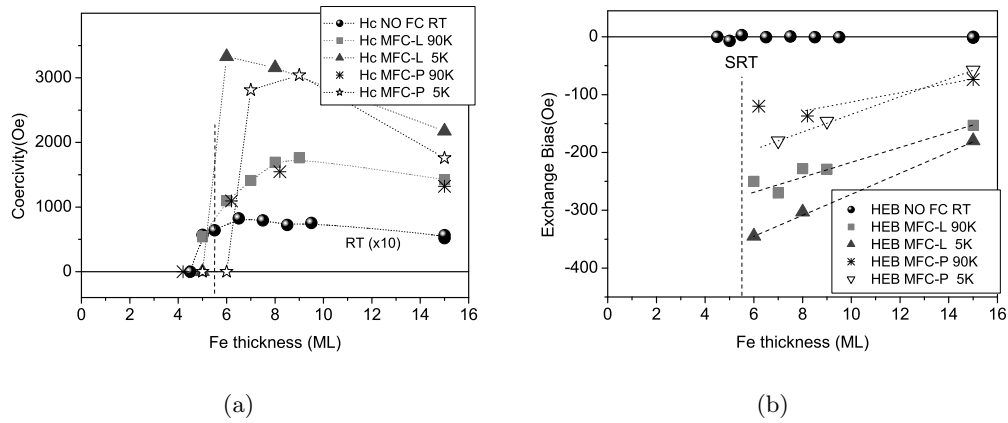 Hc NO FC RT
Hc MFC-L 90K
Hc MFC-L 5K
Hc MFC-P 90K
Hc MFC-P 5K
3000
2000
1000
0
Coercivity(Oe)
RT (x10)
0 2 4 6 8 10 12 14 16
Fe thickness (ML)
(a)
0
-100
-200
-300
-400
Exchange Bias(Oe)
SRT
HEB NO FC RT
HEB MFC-L 90K
HEB MFC-L 5K
HEB MFC-P 90K
HEB MFC-P 5K
0 2 4 6 8 10 12 14 16
Fe thickness (ML)
(b)